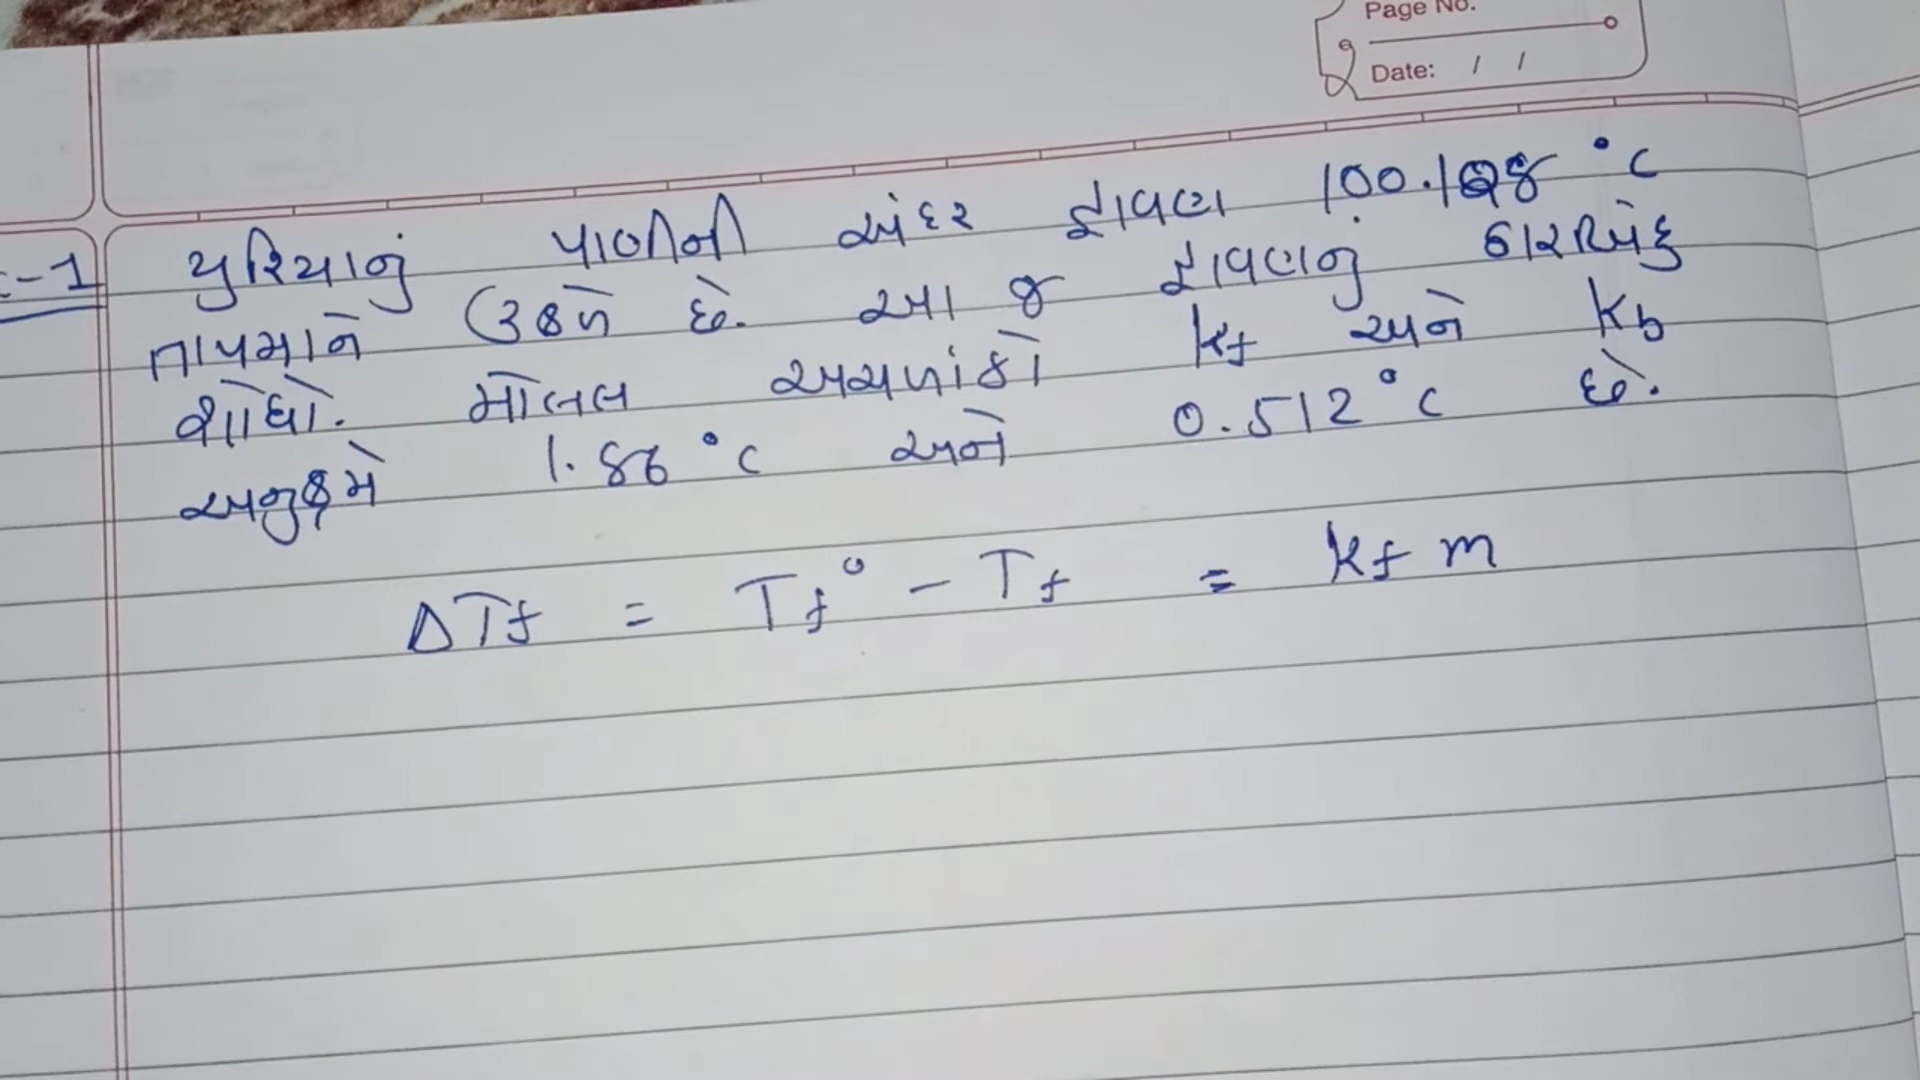 Page No.
Date: / /
-1 યુરિયાનું પાણીની અંદર દ્રાવણ 100.128 °C
તાપમાને ઉકળે છે. આ જ દ્રાવણનું ઠારબિંદુ
શોધો. મોલલ અચળાંકો Kf અને Kb
અનુક્રમે 1.86 °C અને 0.512 °C છે.
ΔTf = Tf° - Tf = Kf m